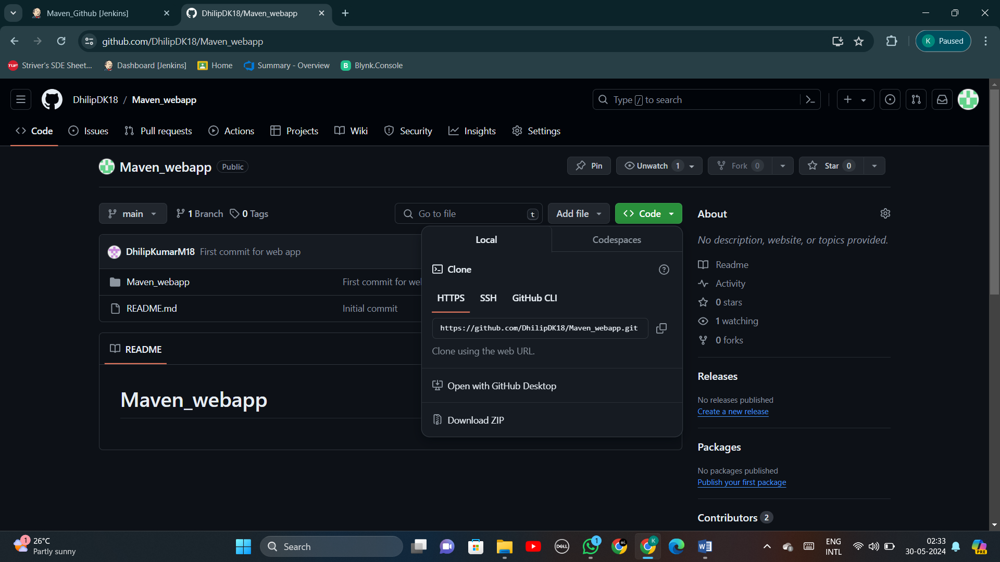 Maven_Github [Jenkins]
DhilipDK18/Maven_webapp
github.com/DhilipDK18/Maven_webapp
K Paused
TUF Striver's SDE Sheet...
Dashboard [Jenkins]
Home
Summary - Overview
B Blynk.Console
DhilipDK18 / Maven_webapp
Type / to search
Code
Issues
Pull requests
Actions
Projects
Wiki
Security
Insights
Settings
Maven_webapp Public
Pin
Unwatch 1
Fork 0
Star 0
main
1 Branch
0 Tags
Go to file t
Add file
Code
About
No description, website, or topics provided.
Local
Codespaces
DhilipKumarM18 First commit for web app
Clone
Readme
Maven_webapp First commit for we
Activity
HTTPS
SSH
GitHub CLI
0 stars
README.md Initial commit
https://github.com/DhilipDK18/Maven_webapp.git
1 watching
Clone using the web URL.
0 forks
README
Releases
Open with GitHub Desktop
Maven_webapp
No releases published
Create a new release
Download ZIP
Packages
No packages published
Publish your first package
Contributors 2
1
26°C
Partly sunny
Search
DELL
1
K
W
ENG
INTL
02:33
30-05-2024
PRE